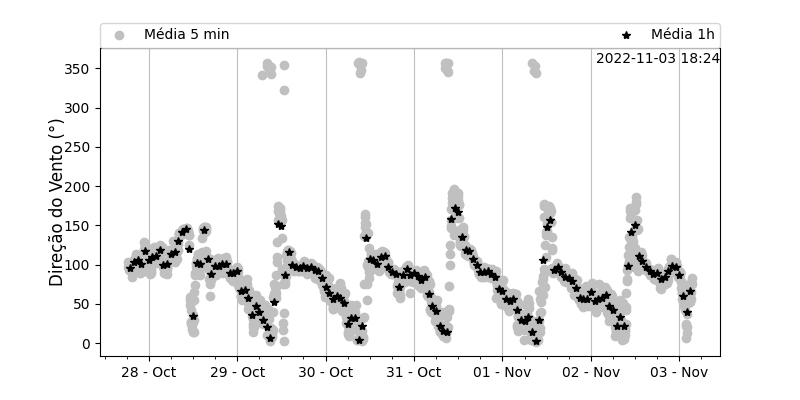 Média 5 min
Média 1h
2022-11-03 18:24
Direção do Vento (°)
350
300
250
200
150
100
50
0
28 - Oct
29 - Oct
30 - Oct
31 - Oct
01 - Nov
02 - Nov
03 - Nov